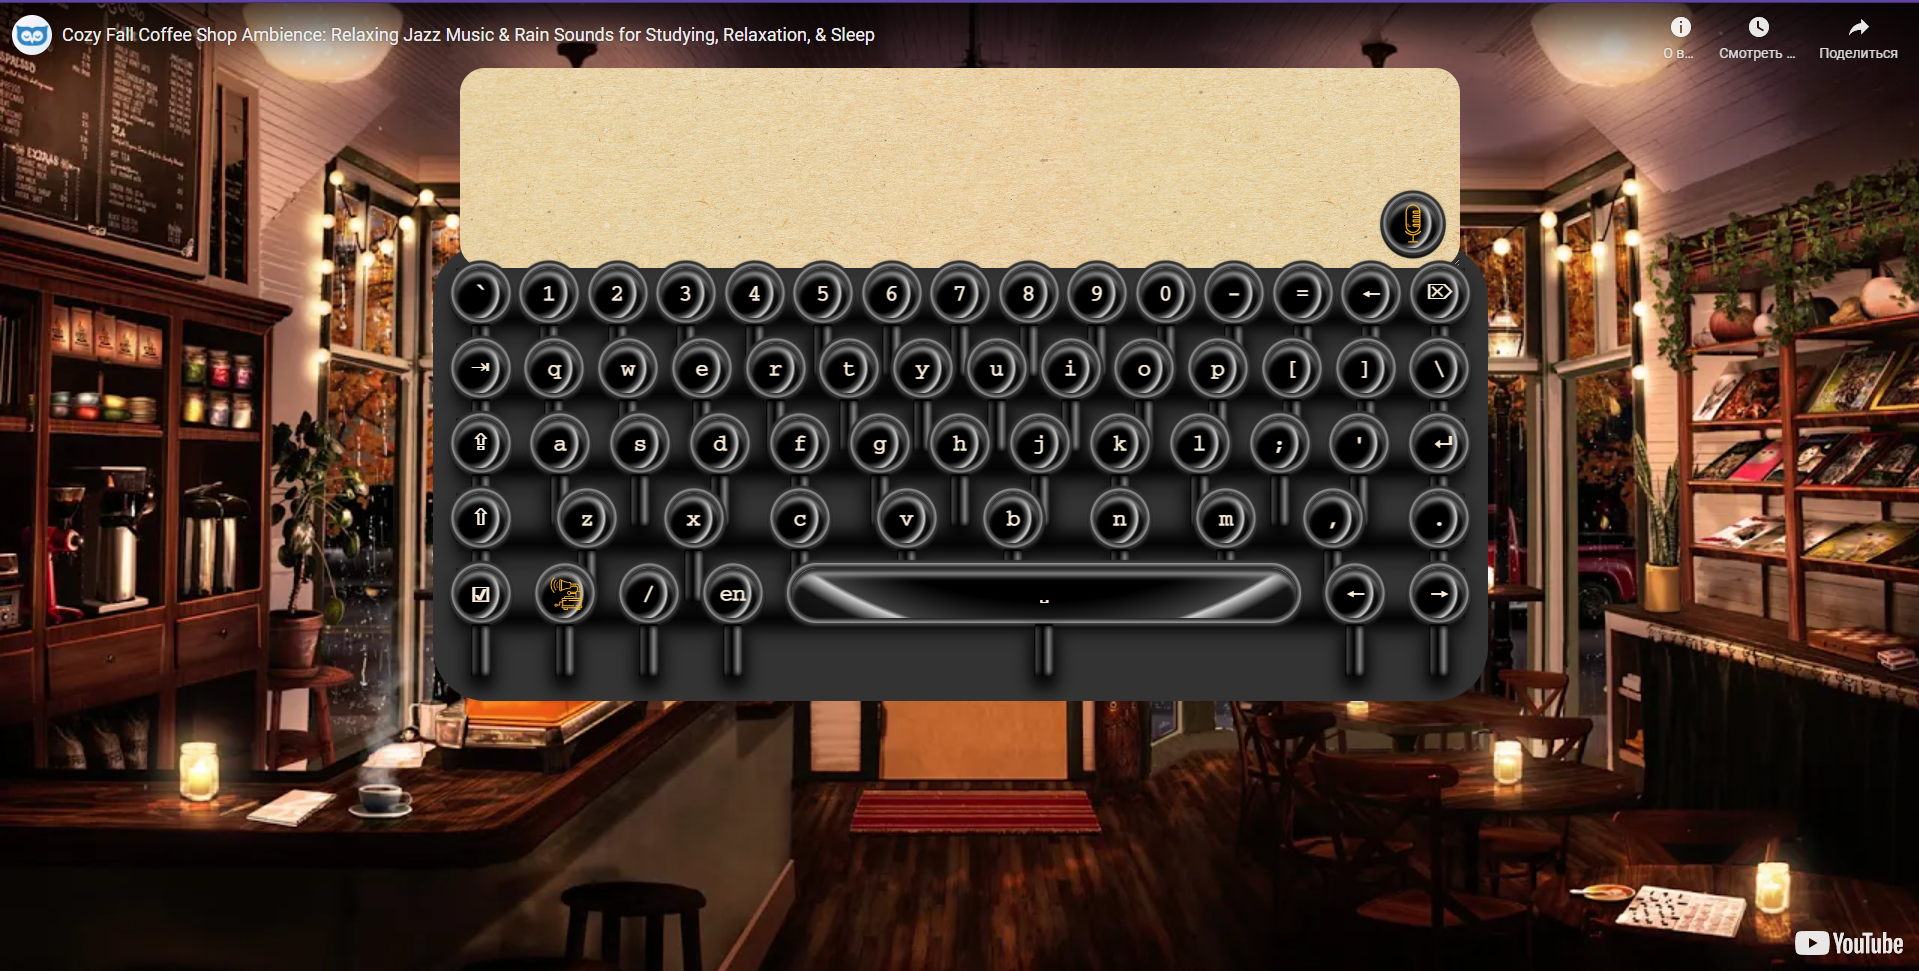 Cozy Fall Coffee Shop Ambience: Relaxing Jazz Music & Rain Sounds for Studying, Relaxation, & Sleep
О в...
Смотреть ...
Поделиться
` 1 2 3 4 5 6 7 8 9 0 - = ← ⌦
⇥ q w e r t y u i o p [ ] \
⇪ a s d f g h j k l ; ' ↵
⇧ z x c v b n m , .
☑ / en ␣ ← →
YouTube